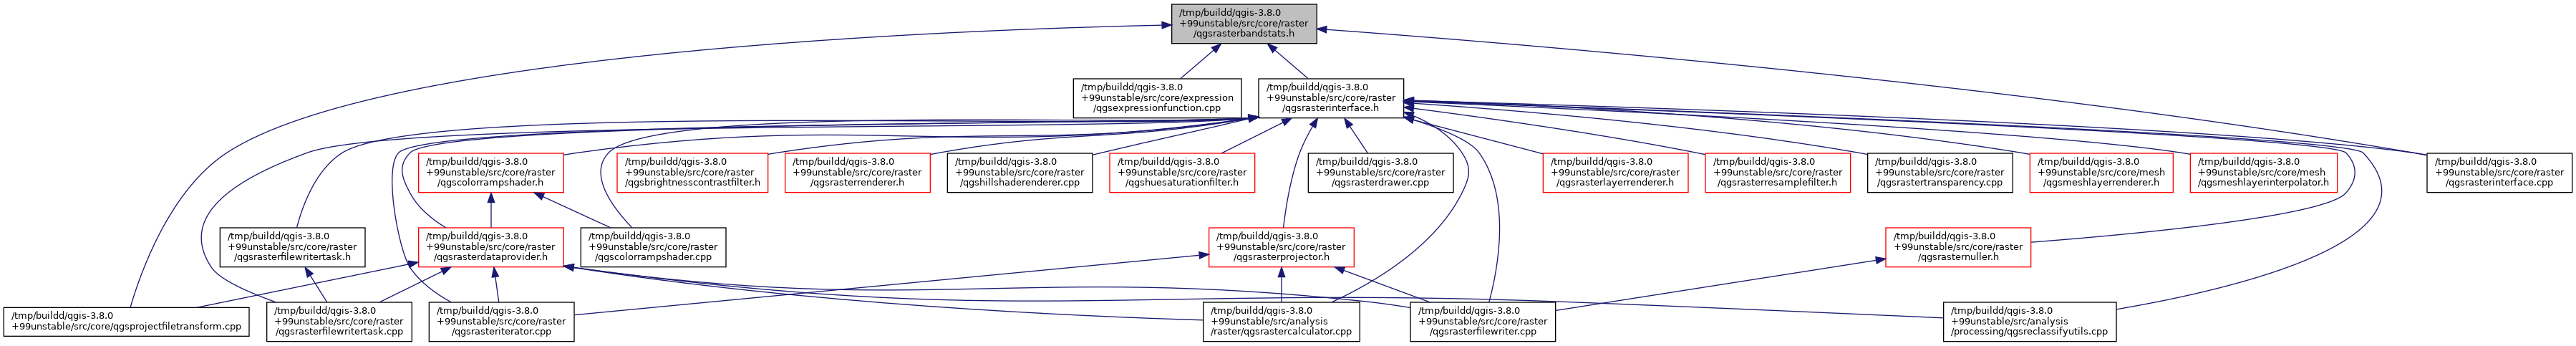 /tmp/buildd/qgis-3.8.0
+99unstable/src/core/raster
/qgsrasterbandstats.h
/tmp/buildd/qgis-3.8.0
+99unstable/src/core/expression
/qgsexpressionfunction.cpp
/tmp/buildd/qgis-3.8.0
+99unstable/src/core/raster
/qgsrasterinterface.h
/tmp/buildd/qgis-3.8.0
+99unstable/src/core/raster
/qgscolorrampshader.h
/tmp/buildd/qgis-3.8.0
+99unstable/src/core/raster
/qgsbrightnesscontrastfilter.h
/tmp/buildd/qgis-3.8.0
+99unstable/src/core/raster
/qgsrasterrenderer.h
/tmp/buildd/qgis-3.8.0
+99unstable/src/core/raster
/qgshillshaderenderer.cpp
/tmp/buildd/qgis-3.8.0
+99unstable/src/core/raster
/qgshuesaturationfilter.h
/tmp/buildd/qgis-3.8.0
+99unstable/src/core/raster
/qgsrasterdrawer.cpp
/tmp/buildd/qgis-3.8.0
+99unstable/src/core/raster
/qgsrasterlayerrenderer.h
/tmp/buildd/qgis-3.8.0
+99unstable/src/core/raster
/qgsrasterresamplefilter.h
/tmp/buildd/qgis-3.8.0
+99unstable/src/core/raster
/qgsrastertransparency.cpp
/tmp/buildd/qgis-3.8.0
+99unstable/src/core/mesh
/qgsmeshlayerrenderer.h
/tmp/buildd/qgis-3.8.0
+99unstable/src/core/mesh
/qgsmeshlayerinterpolator.h
/tmp/buildd/qgis-3.8.0
+99unstable/src/core/raster
/qgsrasterinterface.cpp
/tmp/buildd/qgis-3.8.0
+99unstable/src/core/raster
/qgsrasterfilewritertask.h
/tmp/buildd/qgis-3.8.0
+99unstable/src/core/raster
/qgsrasterdataprovider.h
/tmp/buildd/qgis-3.8.0
+99unstable/src/core/raster
/qgscolorrampshader.cpp
/tmp/buildd/qgis-3.8.0
+99unstable/src/core/raster
/qgsrasterprojector.h
/tmp/buildd/qgis-3.8.0
+99unstable/src/core/raster
/qgsrasternuller.h
/tmp/buildd/qgis-3.8.0
+99unstable/src/core/qgsprojectfiletransform.cpp
/tmp/buildd/qgis-3.8.0
+99unstable/src/core/raster
/qgsrasterfilewritertask.cpp
/tmp/buildd/qgis-3.8.0
+99unstable/src/core/raster
/qgsrasteriterator.cpp
/tmp/buildd/qgis-3.8.0
+99unstable/src/analysis
/raster/qgsrastercalculator.cpp
/tmp/buildd/qgis-3.8.0
+99unstable/src/core/raster
/qgsrasterfilewriter.cpp
/tmp/buildd/qgis-3.8.0
+99unstable/src/analysis
/processing/qgsreclassifyutils.cpp